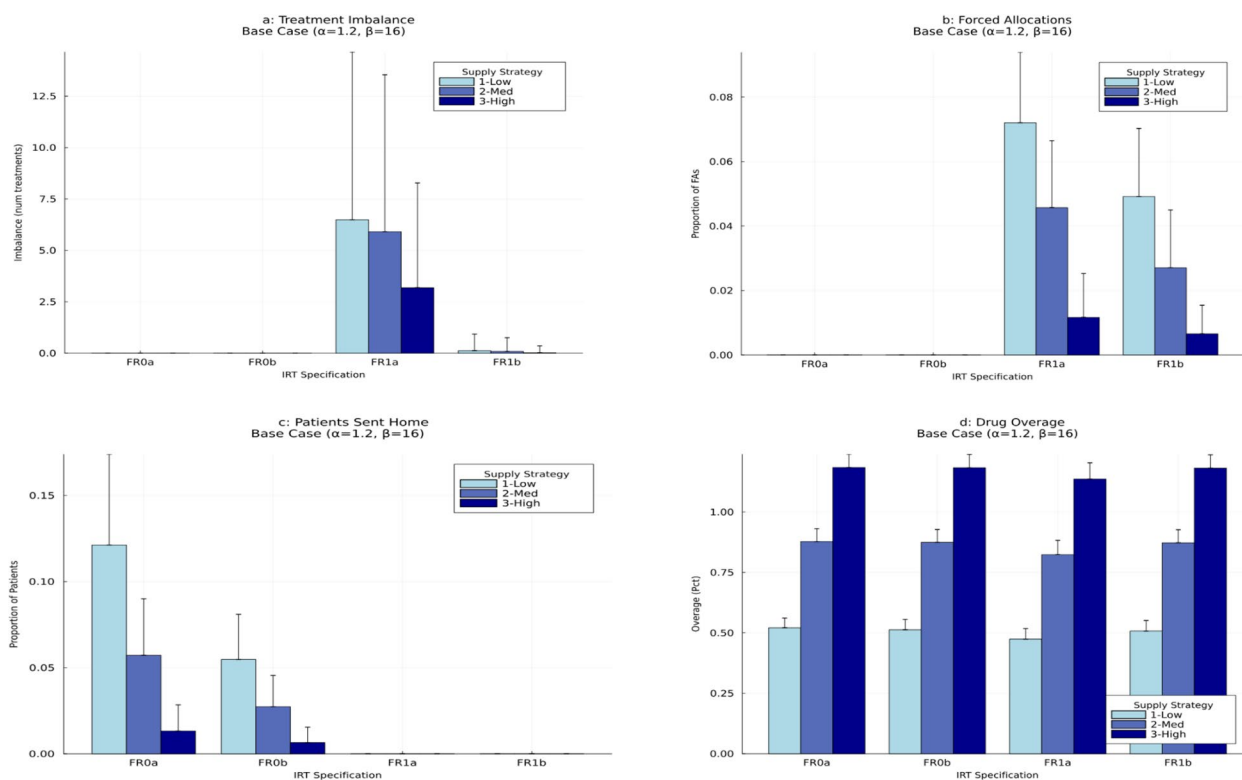 a: Treatment Imbalance
Base Case (α=1.2, β=16)
Imbalance (num treatments)
12.5
10.0
7.5
5.0
2.5
0.0
Supply Strategy
1-Low
2-Med
3-High
FR0a
FR0b
FR1a
FR1b
IRT Specification
b: Forced Allocations
Base Case (α=1.2, β=16)
Proportion of FAs
0.08
0.06
0.04
0.02
0.00
Supply Strategy
1-Low
2-Med
3-High
FR0a
FR0b
FR1a
FR1b
IRT Specification
c: Patients Sent Home
Base Case (α=1.2, β=16)
Proportion of Patients
0.15
0.10
0.05
0.00
Supply Strategy
1-Low
2-Med
3-High
FR0a
FR0b
FR1a
FR1b
IRT Specification
d: Drug Overage
Base Case (α=1.2, β=16)
Overage (Pct)
1.00
0.75
0.50
0.25
0.00
Supply Strategy
1-Low
2-Med
3-High
FR0a
FR0b
FR1a
FR1b
IRT Specification